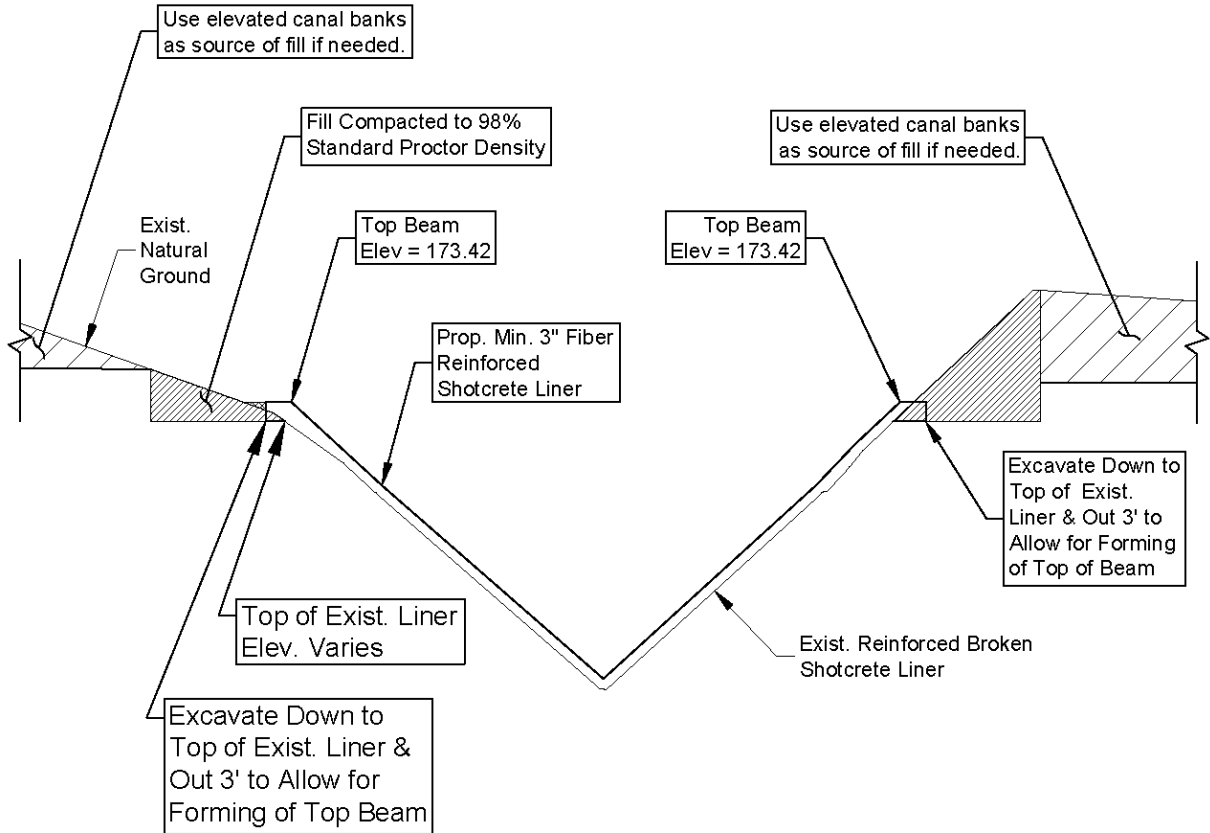 Use elevated canal banks
as source of fill if needed.
Fill Compacted to 98%
Standard Proctor Density
Use elevated canal banks
as source of fill if needed.
Exist.
Natural
Ground
Top Beam
Elev = 173.42
Top Beam
Elev = 173.42
Prop. Min. 3" Fiber
Reinforced
Shotcrete Liner
Excavate Down to
Top of Exist.
Liner & Out 3' to
Allow for Forming
of Top of Beam
Top of Exist. Liner
Elev. Varies
Exist. Reinforced Broken
Shotcrete Liner
Excavate Down to
Top of Exist. Liner &
Out 3' to Allow for
Forming of Top Beam